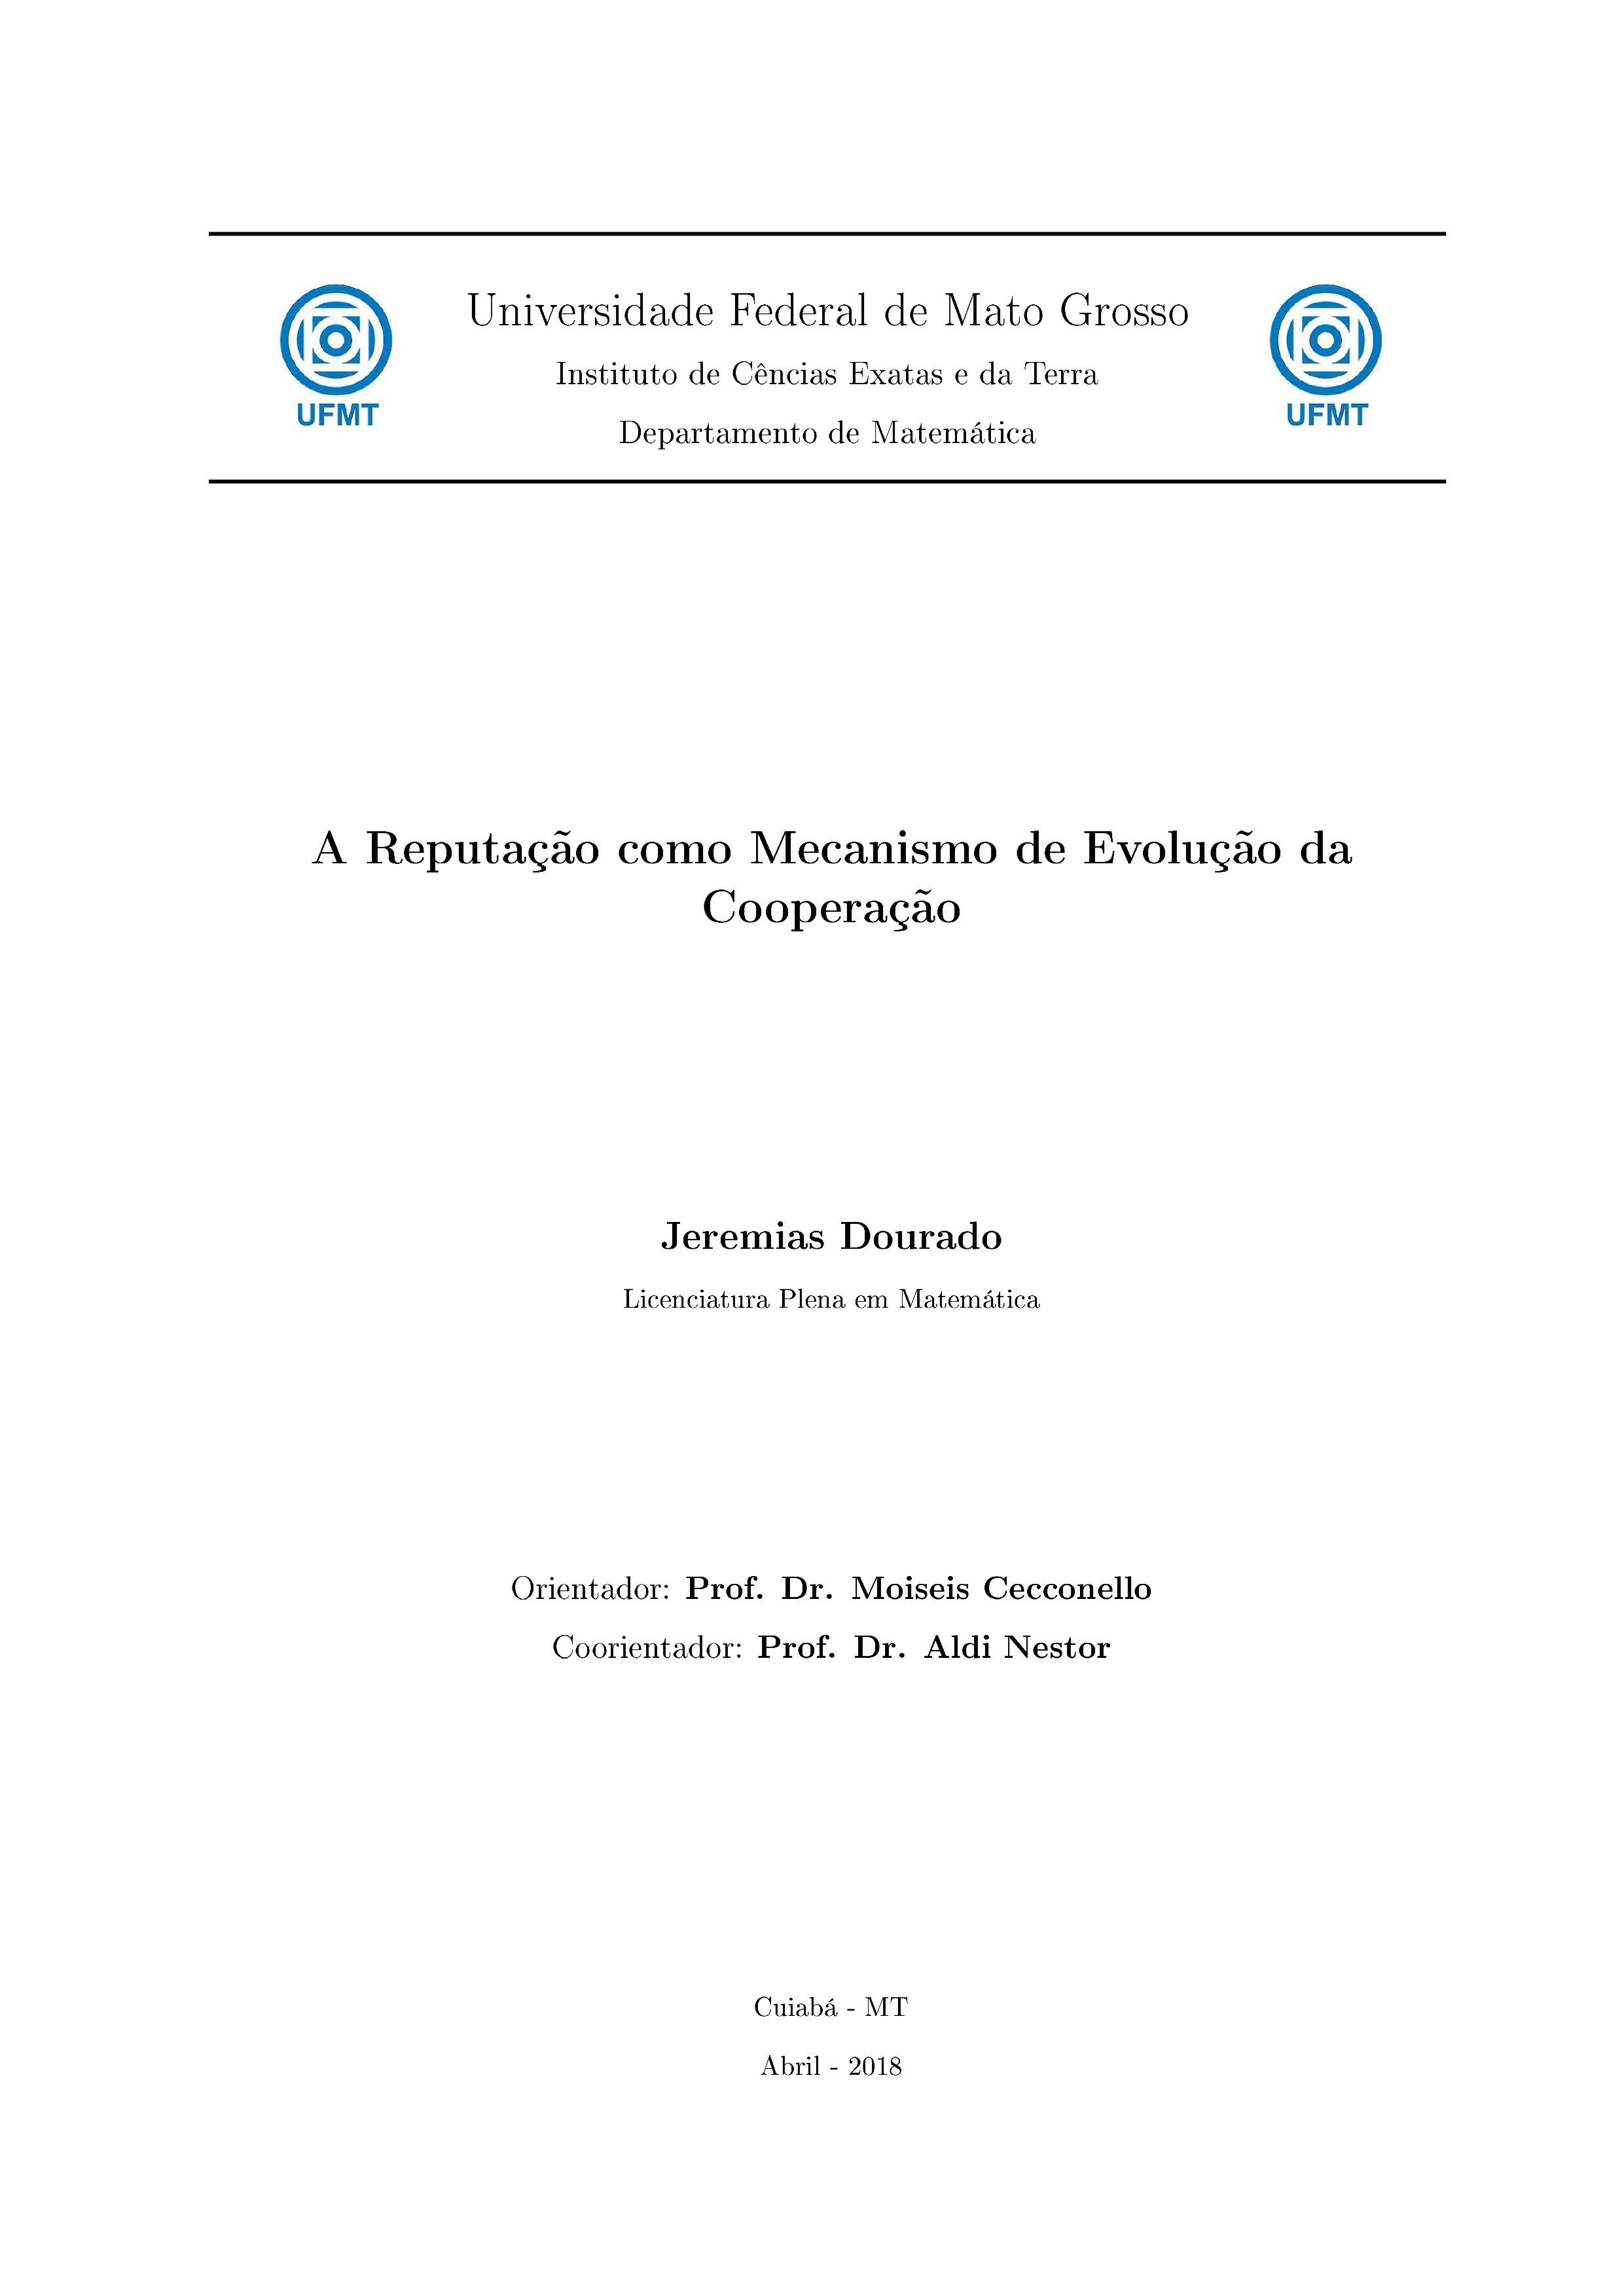 Universidade Federal de Mato Grosso
Instituto de Ciências Exatas e da Terra
Departamento de Matemática
UFMT
UFMT
A Reputação como Mecanismo de Evolução da
Cooperação
Jeremias Dourado
Licenciatura Plena em Matemática
Orientador: Prof. Dr. Moiseis Cecconello
Coorientador: Prof. Dr. Aldi Nestor
Cuiabá - MT
Abril - 2018